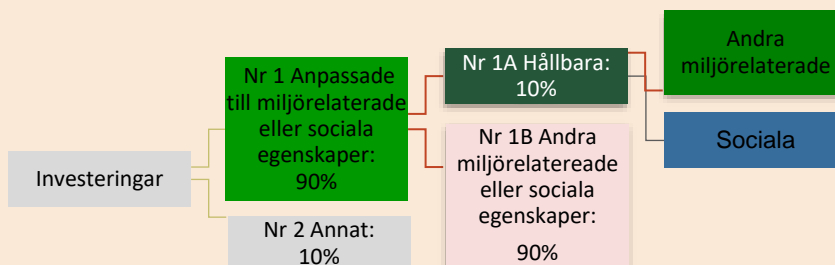 Investeringar
Nr 1 Anpassade
till miljörelaterade
eller sociala
egenskaper:
90%
Nr 2 Annat:
10%
Nr 1A Hållbara:
10%
Nr 1B Andra
miljörelatereade
eller sociala
egenskaper:
90%
Andra
miljörelaterade
Sociala